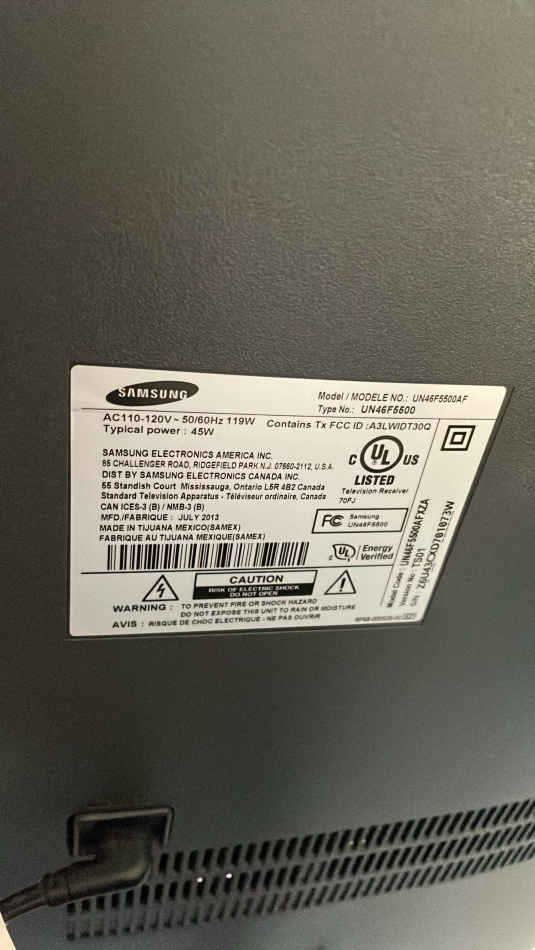 SAMSUNG
Model / MODELE NO.: UN46F5500AF
Type No.: UN46F5500
AC110-120V ~ 50/60Hz 119W
Contains Tx FCC ID :A3LWIDT30Q
Typical power : 45W
SAMSUNG ELECTRONICS AMERICA INC.
85 CHALLENGER ROAD, RIDGEFIELD PARK N.J. 07660-2112, U.S.A.
DIST BY SAMSUNG ELECTRONICS CANADA INC.
55 Standish Court Mississauga, Ontario L5R 4B2 Canada
Standard Television Apparatus - Téléviseur ordinaire, Canada
CAN ICES-3 (B) / NMB-3 (B)
MFD./FABRIQUE : JULY 2013
MADE IN TIJUANA MEXICO(SAMEX)
FABRIQUE AU TIJUANA MEXIQUE(SAMEX)
C UL US
LISTED
Television Receiver
70PJ
FC Samsung
UN46F5500
c UL Energy
Verified
CAUTION
RISK OF ELECTRIC SHOCK
DO NOT OPEN
WARNING : TO PREVENT FIRE OR SHOCK HAZARD
DO NOT EXPOSE THIS UNIT TO RAIN OR MOISTURE
AVIS : RISQUE DE CHOC ELECTRIQUE - NE PAS OUVRIR
Model Code : UN46F5500AFXZA
Version No : TS01
S/N : Z6U43CXD701073W